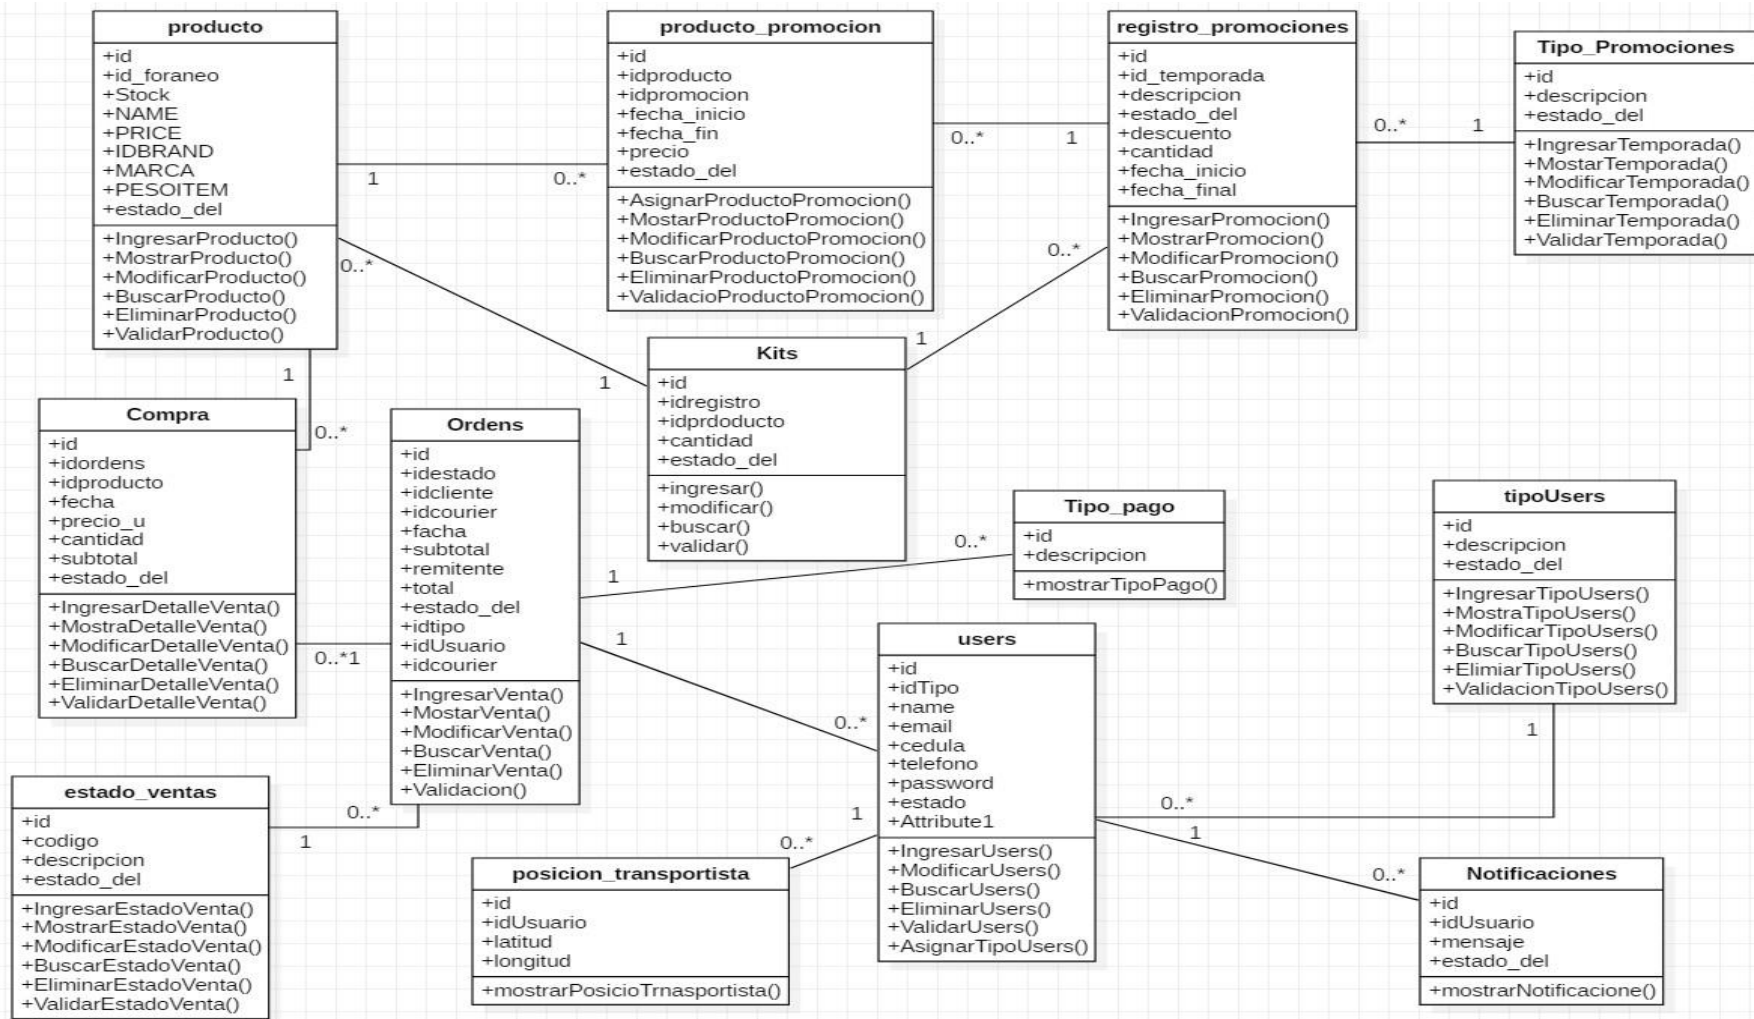 producto
+id
+id_foraneo
+Stock
+NAME
+PRICE
+IDBRAND
+MARCA
+PESOITEM
+estado_del
+IngresarProducto()
+MostrarProducto()
+ModificarProducto()
+BuscarProducto()
+EliminarProducto()
+ValidarProducto()
1
0..*
producto_promocion
+id
+idproducto
+idpromocion
+fecha_inicio
+fecha_fin
+precio
+estado_del
+AsignarProductoPromocion()
+MostarProductoPromocion()
+ModificarProductoPromocion()
+BuscarProductoPromocion()
+EliminarProductoPromocion()
+ValidacioProductoPromocion()
0..*
1
registro_promociones
+id
+id_temporada
+descripcion
+estado_del
+descuento
+cantidad
+fecha_inicio
+fecha_final
+IngresarPromocion()
+MostrarPromocion()
+ModificarPromocion()
+BuscarPromocion()
+EliminarPromocion()
+ValidacionPromocion()
0..*
1
Tipo_Promociones
+id
+descripcion
+estado_del
+IngresarTemporada()
+MostarTemporada()
+ModificarTemporada()
+BuscarTemporada()
+EliminarTemporada()
+ValidarTemporada()
0..*
1
0..*
1
Kits
+id
+idregistro
+idprdoducto
+cantidad
+estado_del
+ingresar()
+modificar()
+buscar()
+validar()
1
0..*
Compra
+id
+idordens
+idproducto
+fecha
+precio_u
+cantidad
+subtotal
+estado_del
+IngresarDetalleVenta()
+MostraDetalleVenta()
+ModificarDetalleVenta()
+BuscarDetalleVenta()
+EliminarDetalleVenta()
+ValidarDetalleVenta()
0..*1
Ordens
+id
+idestado
+idcliente
+idcourier
+facha
+subtotal
+remitente
+total
+estado_del
+idtipo
+idUsuario
+idcourier
+IngresarVenta()
+MostarVenta()
+ModificarVenta()
+BuscarVenta()
+EliminarVenta()
+Validacion()
1
0..*
Tipo_pago
+id
+descripcion
+mostrarTipoPago()
1
0..*
users
+id
+idTipo
+name
+email
+cedula
+telefono
+password
+estado
+Attribute1
+IngresarUsers()
+ModificarUsers()
+BuscarUsers()
+EliminarUsers()
+ValidarUsers()
+AsignarTipoUsers()
tipoUsers
+id
+descripcion
+estado_del
+IngresarTipoUsers()
+MostraTipoUsers()
+ModificarTipoUsers()
+BuscarTipoUsers()
+ElimiarTipoUsers()
+ValidacionTipoUsers()
1
0..*
estado_ventas
+id
+codigo
+descripcion
+estado_del
+IngresarEstadoVenta()
+MostrarEstadoVenta()
+ModificarEstadoVenta()
+BuscarEstadoVenta()
+EliminarEstadoVenta()
+ValidarEstadoVenta()
0..*
1
1
0..*
posicion_transportista
+id
+idUsuario
+latitud
+longitud
+mostrarPosicioTrnasportista()
1
0..*
Notificaciones
+id
+idUsuario
+mensaje
+estado_del
+mostrarNotificacione()